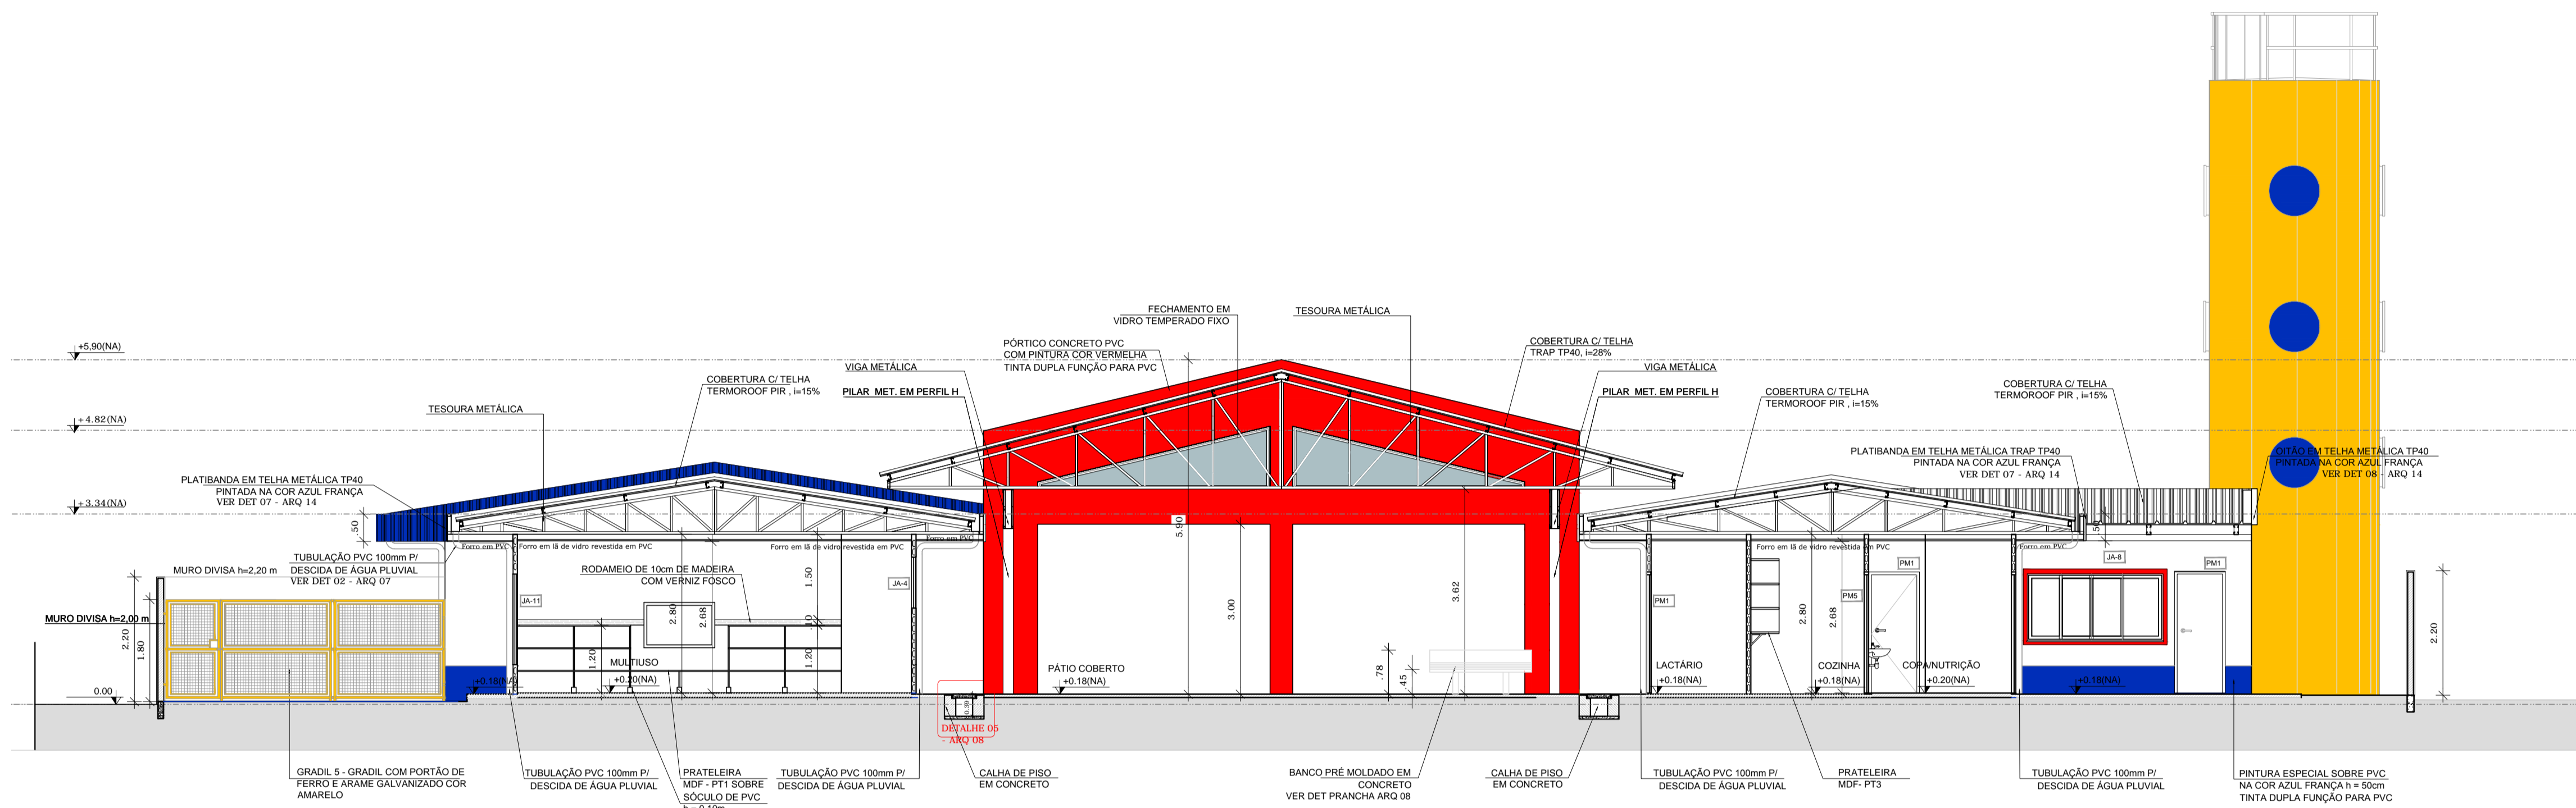 +5,90(NA)
+4.82(NA)
+3.34(NA)
0.00
FECHAMENTO EM
VIDRO TEMPERADO FIXO
TESOURA METÁLICA
PÓRTICO CONCRETO PVC
COM PINTURA COR VERMELHA
TINTA DUPLA FUNÇÃO PARA PVC
COBERTURA C/ TELHA
TRAP TP40, i=28%
VIGA METÁLICA
PILAR MET. EM PERFIL H
VIGA METÁLICA
PILAR MET. EM PERFIL H
COBERTURA C/ TELHA
TERMOROOF PIR , i=15%
TESOURA METÁLICA
COBERTURA C/ TELHA
TERMOROOF PIR , i=15%
COBERTURA C/ TELHA
TERMOROOF PIR , i=15%
PLATIBANDA EM TELHA METÁLICA TP40
PINTADA NA COR AZUL FRANÇA
VER DET 07 - ARQ 14
PLATIBANDA EM TELHA METÁLICA TRAP TP40
PINTADA NA COR AZUL FRANÇA
VER DET 07 - ARQ 14
OITÃO EM TELHA METÁLICA TP40
PINTADA NA COR AZUL FRANÇA
VER DET 08 - ARQ 14
.50
.50
Forro em PVC
Forro em lã de vidro revestida em PVC
Forro em lã de vidro revestida em PVC
Forro em PVC
Forro em lã de vidro revestida em PVC
Forro em PVC
TUBULAÇÃO PVC 100mm P/
DESCIDA DE ÁGUA PLUVIAL
VER DET 02 - ARQ 07
MURO DIVISA h=2,20 m
MURO DIVISA h=2,00 m
2.20
1.80
RODAMEIO DE 10cm DE MADEIRA
COM VERNIZ FOSCO
JA-11
JA-4
1.20
2.80
2.68
1.50
.10
1.20
5.90
3.00
3.62
.78
.45
2.80
2.68
2.20
PM1
PM5
PM1
JA-8
PM1
MULTIUSO
+0.18(NA)
+0.20(NA)
PÁTIO COBERTO
+0.18(NA)
LACTÁRIO
+0.18(NA)
COZINHA
+0.18(NA)
COPA/NUTRIÇÃO
+0.20(NA)
+0.18(NA)
0.30
DETALHE 05
- ARQ 08
GRADIL 5 - GRADIL COM PORTÃO DE
FERRO E ARAME GALVANIZADO COR
AMARELO
TUBULAÇÃO PVC 100mm P/
DESCIDA DE ÁGUA PLUVIAL
PRATELEIRA
MDF - PT1 SOBRE
SÓCULO DE PVC
h = 0,10m
TUBULAÇÃO PVC 100mm P/
DESCIDA DE ÁGUA PLUVIAL
CALHA DE PISO
EM CONCRETO
BANCO PRÉ MOLDADO EM
CONCRETO
VER DET PRANCHA ARQ 08
CALHA DE PISO
EM CONCRETO
TUBULAÇÃO PVC 100mm P/
DESCIDA DE ÁGUA PLUVIAL
PRATELEIRA
MDF- PT3
TUBULAÇÃO PVC 100mm P/
DESCIDA DE ÁGUA PLUVIAL
PINTURA ESPECIAL SOBRE PVC
NA COR AZUL FRANÇA h = 50cm
TINTA DUPLA FUNÇÃO PARA PVC